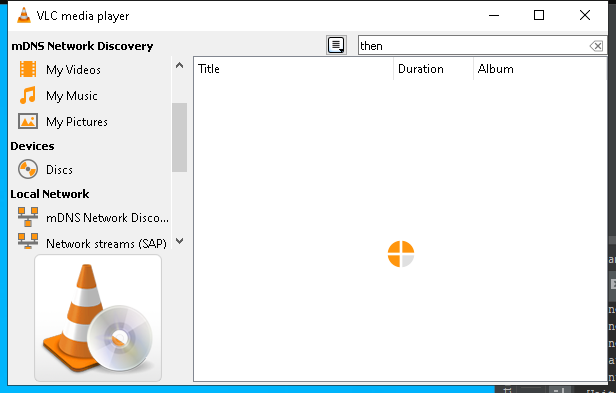 VLC media player
mDNS Network Discovery
then
My Videos
My Music
My Pictures
Devices
Discs
Local Network
mDNS Network Disco...
Network streams (SAP)
Title
Duration
Album